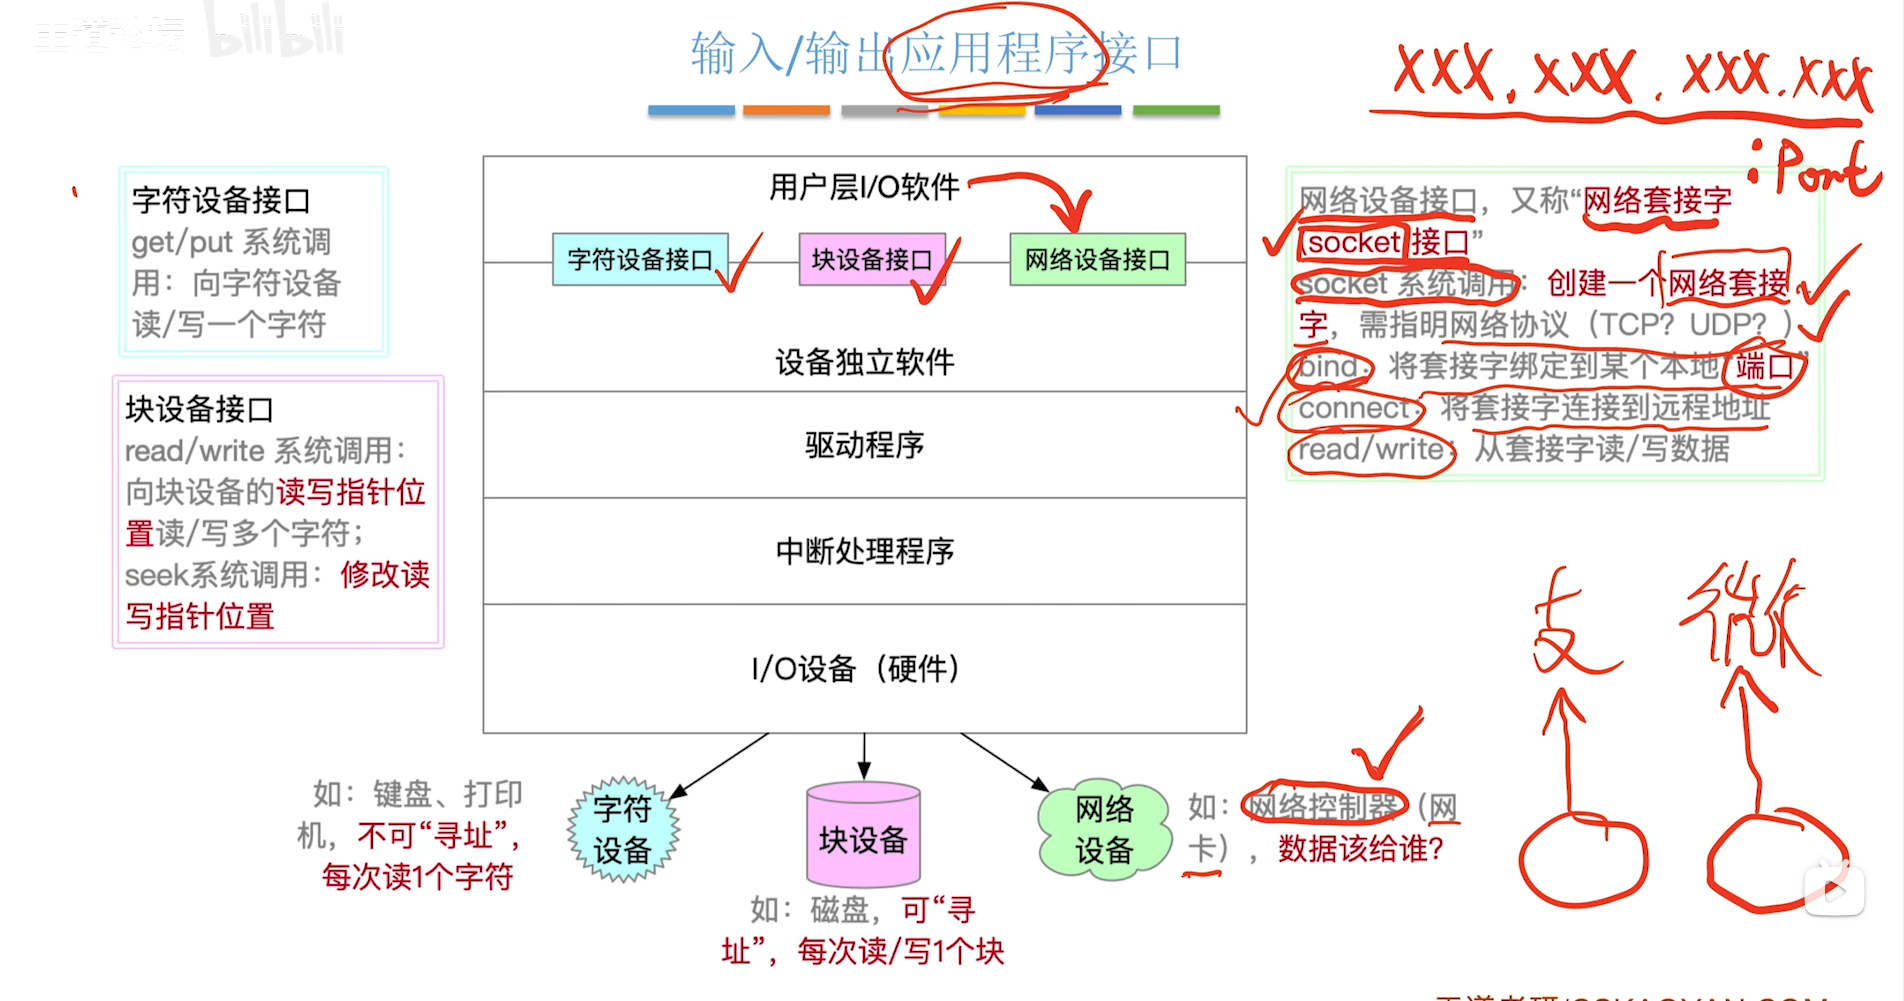 bilibili
输入/输出应用程序接口
XXX.XXX.XXX.XXX
:Port
字符设备接口
get/put 系统调
用：向字符设备
读/写一个字符
块设备接口
read/write 系统调用：
向块设备的读写指针位
置读/写多个字符；
seek系统调用：修改读
写指针位置
用户层I/O软件
字符设备接口
块设备接口
网络设备接口
设备独立软件
驱动程序
中断处理程序
I/O设备（硬件）
网络设备接口，又称“网络套接字
(socket)接口”
socket 系统调用：创建一个网络套接
字，需指明网络协议（TCP？UDP？）
bind：将套接字绑定到某个本地“端口”
connect：将套接字连接到远程地址
read/write：从套接字读/写数据
支
微
如：键盘、打印
机，不可“寻址”，
每次读1个字符
字符
设备
块设备
如：磁盘，可“寻
址”，每次读/写1个块
网络
设备
如：网络控制器（网
卡），数据该给谁？